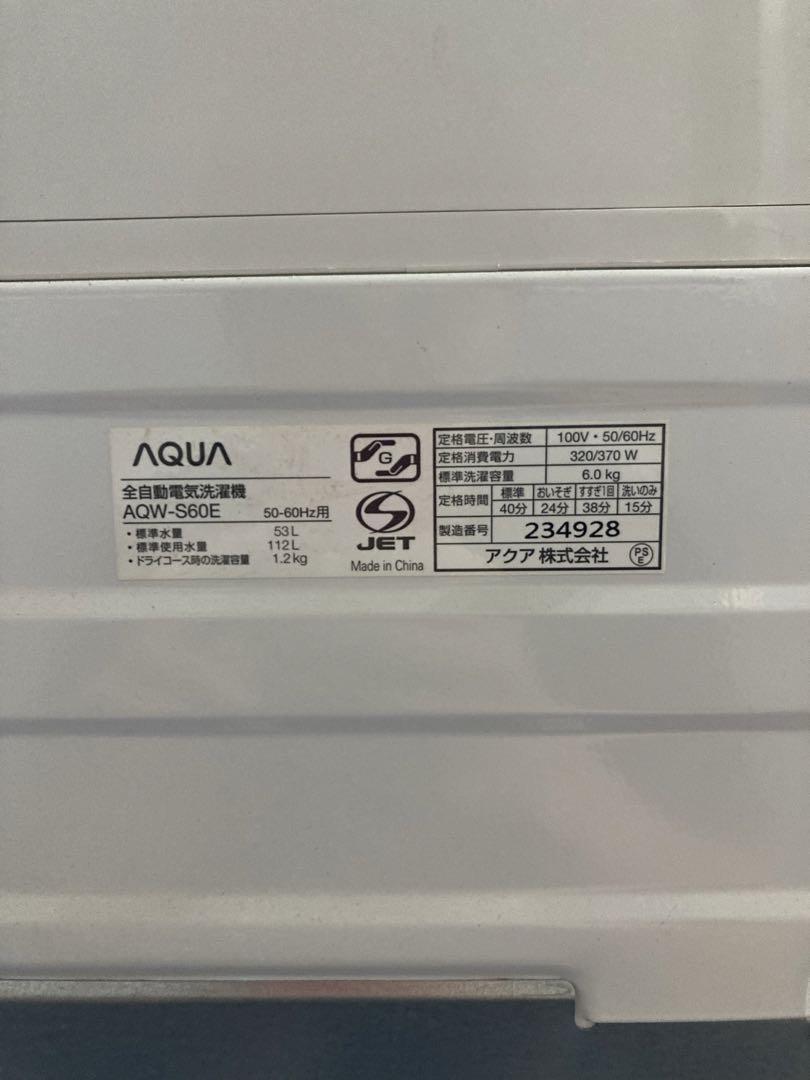 AQUA
全自動電気洗濯機
AQW-S60E 50-60Hz用
・標準水量 53L
・標準使用水量 112L
・ドライコース時の洗濯容量 1.2kg
G
S
JET
Made in China
定格電圧・周波数 100V・50/60Hz
定格消費電力 320/370 W
標準洗濯容量 6.0 kg
定格時間 標準 おいそぎ すすぎ1回 洗いのみ
40分 24分 38分 15分
製造番号 234928
アクア 株式会社 PSE